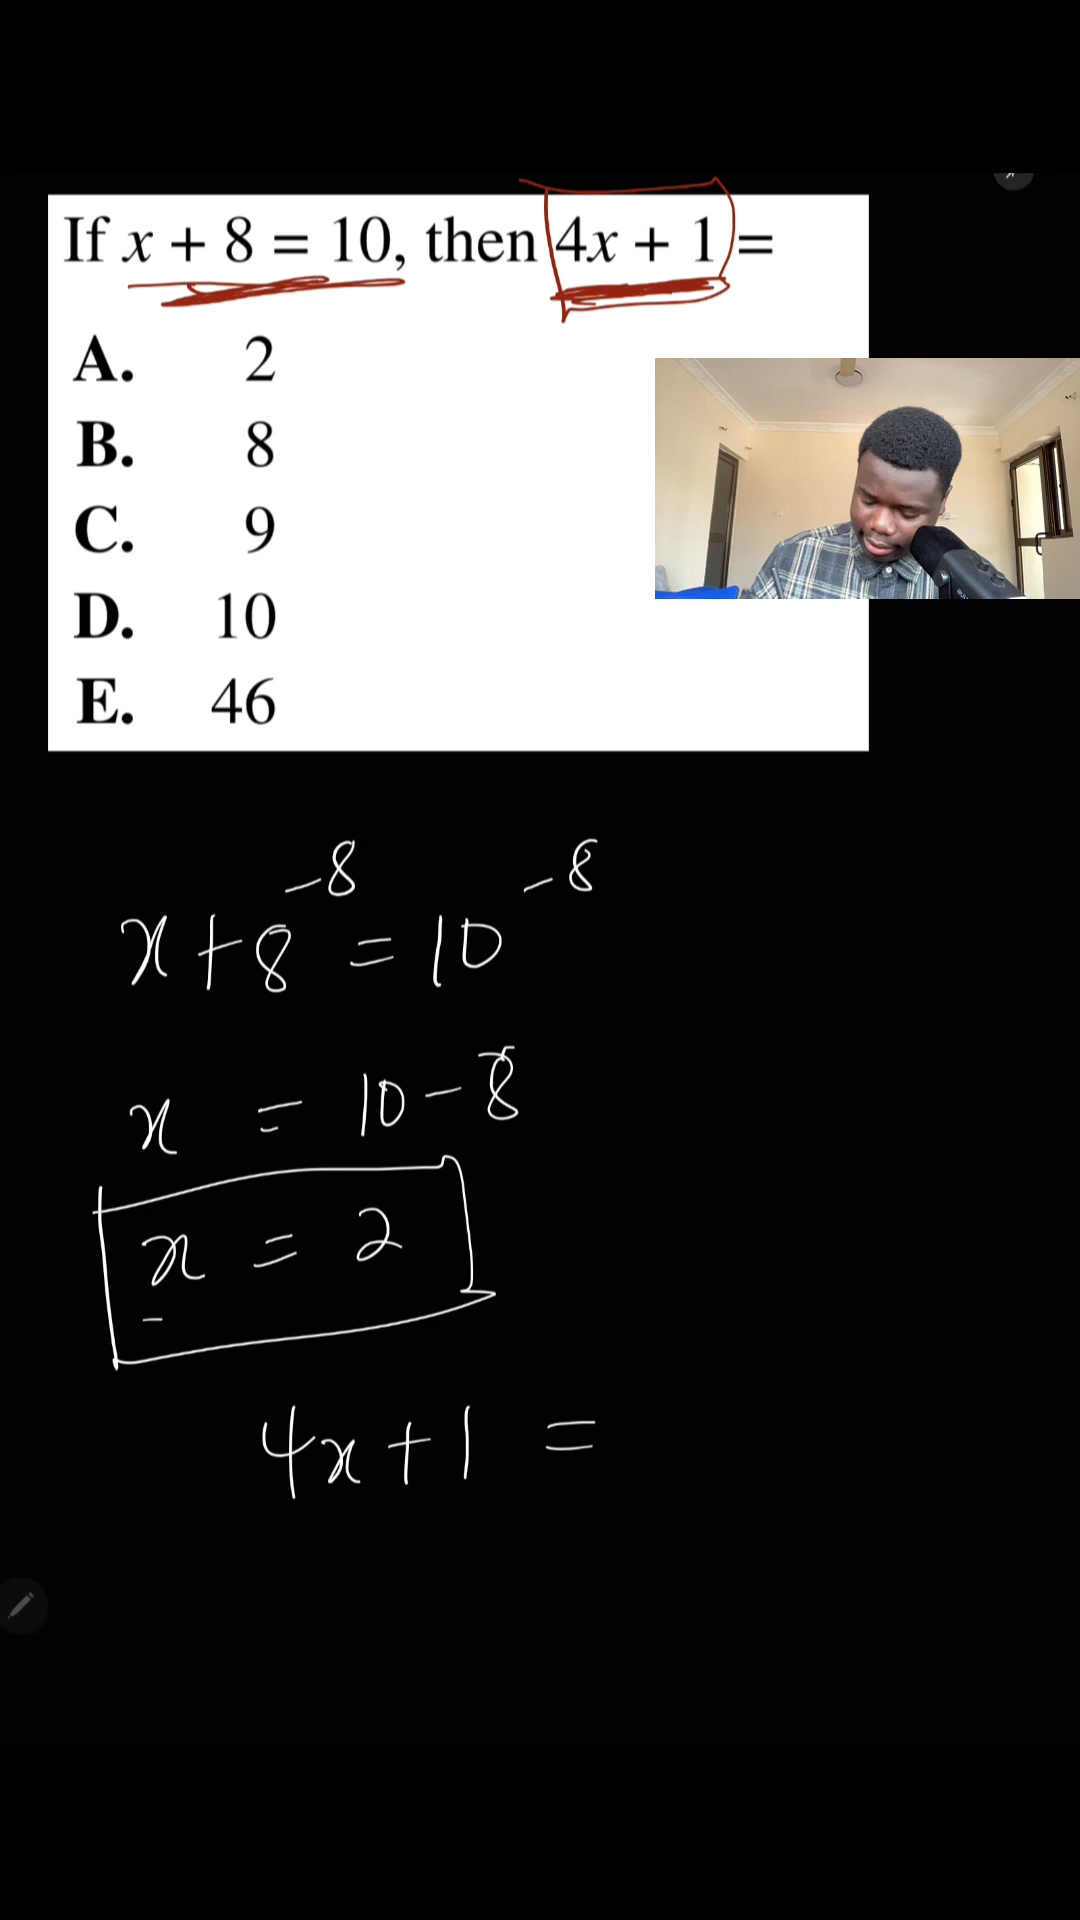 If x + 8 = 10, then 4x + 1 =
A. 2
B. 8
C. 9
D. 10
E. 46
-8 -8
x+8 = 10
x = 10-8
x = 2
4x+1 =